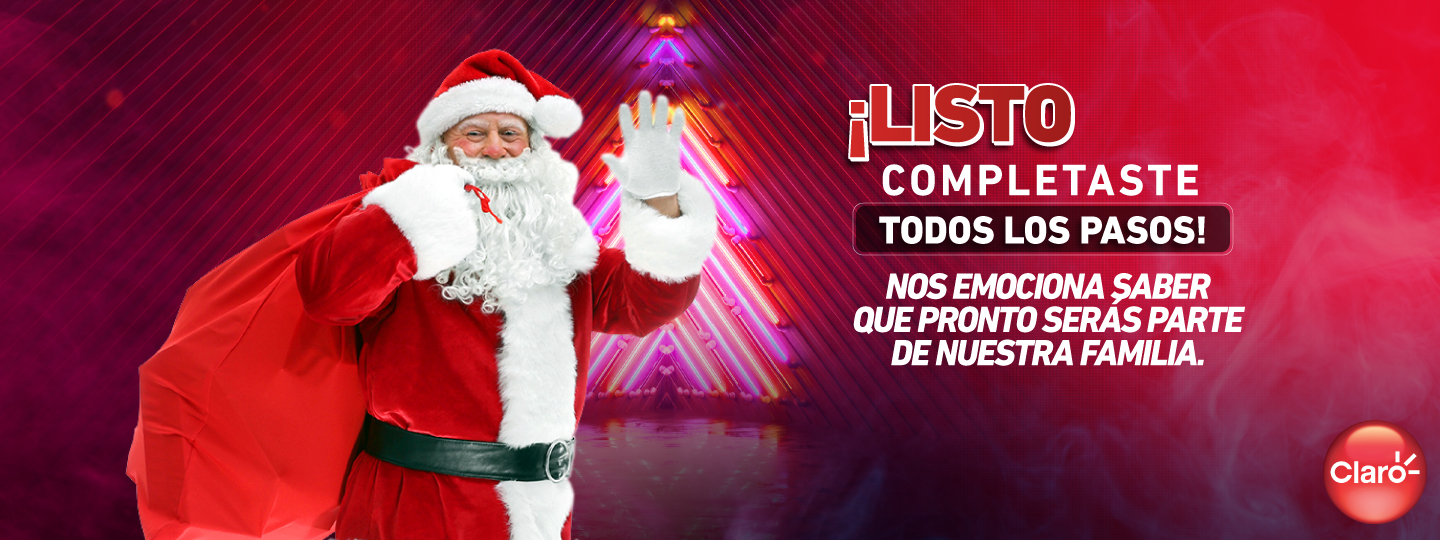 ¡LISTO
COMPLETASTE
TODOS LOS PASOS!
NOS EMOCIONA SABER
QUE PRONTO SERÁS PARTE
DE NUESTRA FAMILIA.
Claro